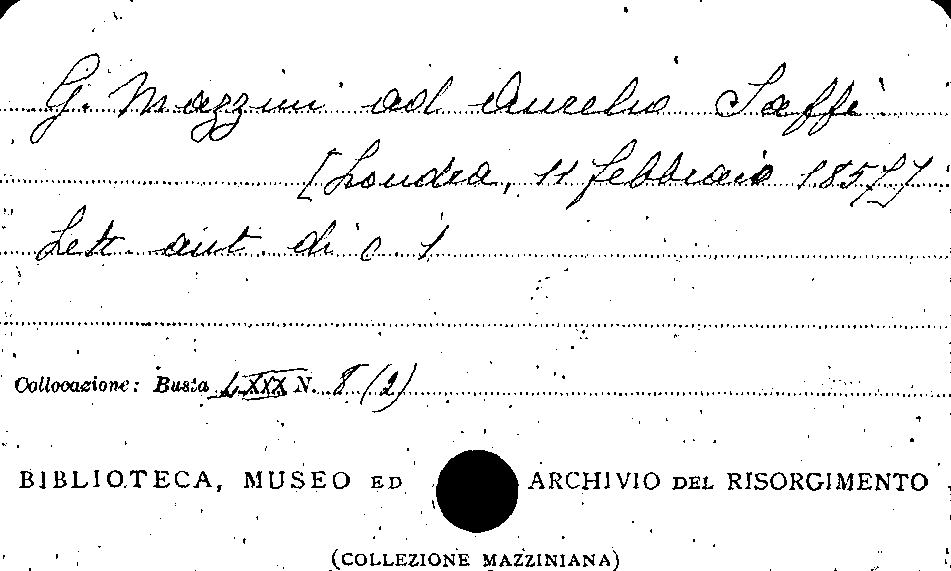 G. Mazzini ad Aurelio Saffi
[Londra, 11 febbraio 1857]
Lett. aut. di c. 1
Collocazione: Busta LXXX N. 8 (2)
BIBLIOTECA, MUSEO ED ARCHIVIO DEL RISORGIMENTO
(COLLEZIONE MAZZINIANA)